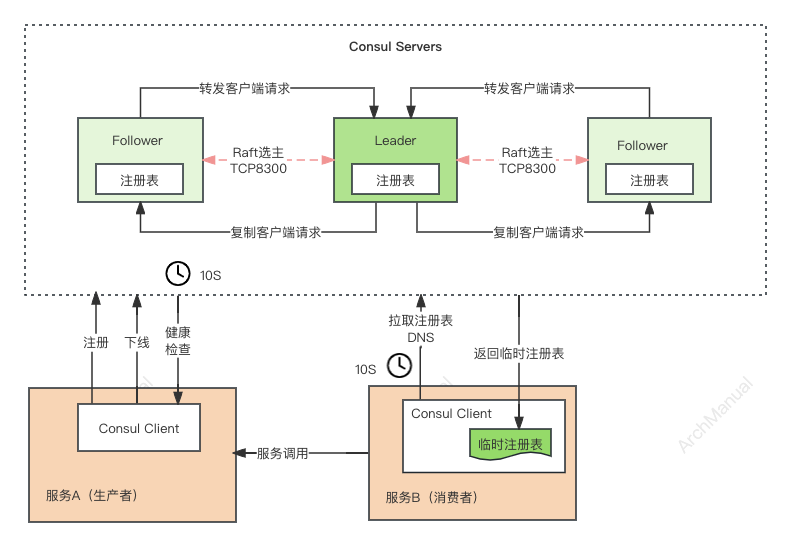 Consul Servers
转发客户端请求
转发客户端请求
Follower
注册表
Raft选主
TCP8300
Leader
注册表
Raft选主
TCP8300
Follower
注册表
复制客户端请求
复制客户端请求
10S
注册
下线
健康
检查
拉取注册表
DNS
10S
返回临时注册表
Consul Client
服务A（生产者）
服务调用
Consul Client
临时注册表
服务B（消费者）
ArchManual